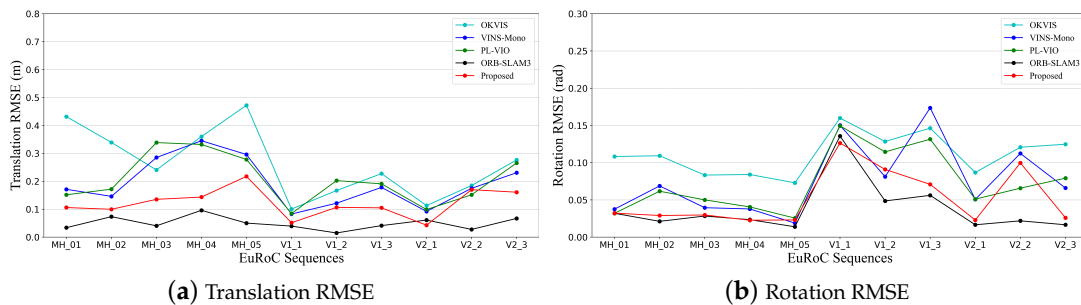 0.8
0.7
0.6
0.5
0.4
0.3
0.2
0.1
0.0
Translation RMSE (m)
OKVIS
VINS-Mono
PL-VIO
ORB-SLAM3
Proposed
MH_01 MH_02 MH_03 MH_04 MH_05 V1_1 V1_2 V1_3 V2_1 V2_2 V2_3
EuRoC Sequences
(a) Translation RMSE
0.30
0.25
0.20
0.15
0.10
0.05
0.00
Rotation RMSE (rad)
OKVIS
VINS-Mono
PL-VIO
ORB-SLAM3
Proposed
MH_01 MH_02 MH_03 MH_04 MH_05 V1_1 V1_2 V1_3 V2_1 V2_2 V2_3
EuRoC Sequences
(b) Rotation RMSE